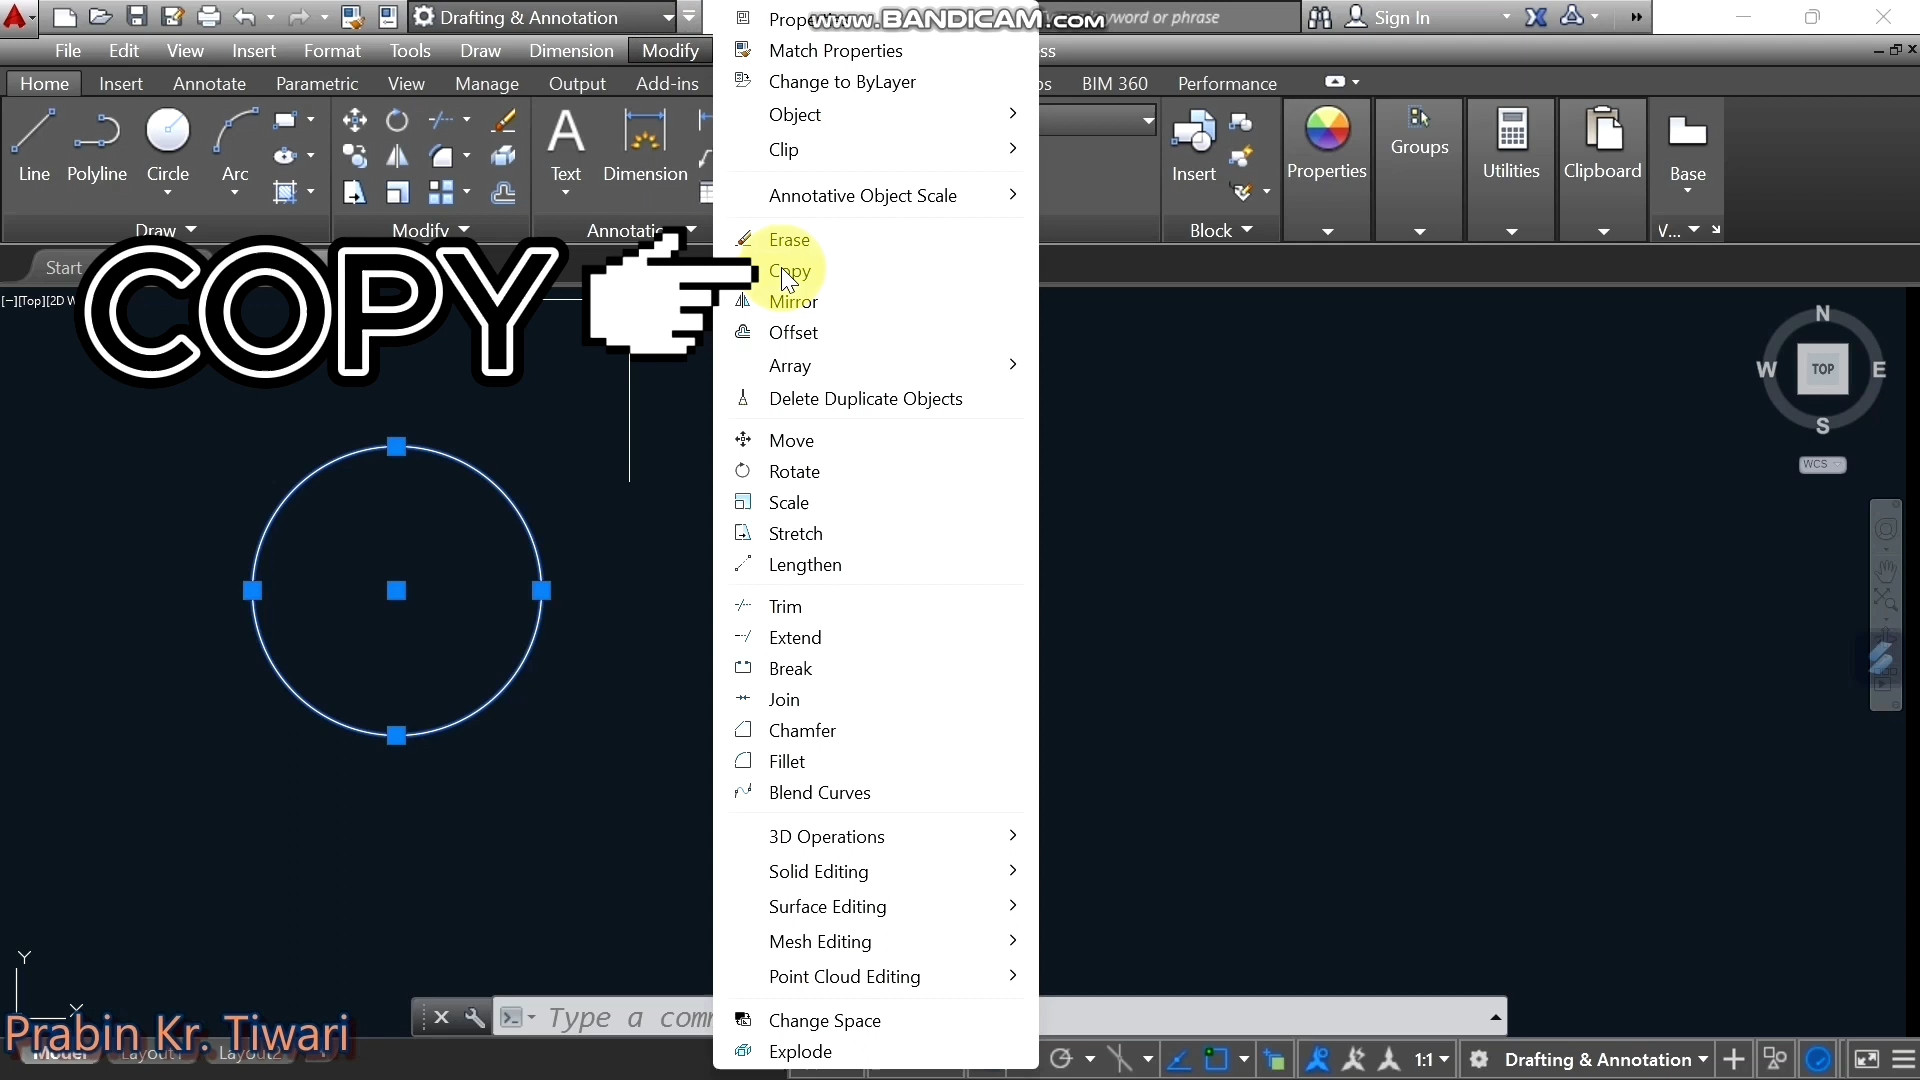 Drafting & Annotation
www.BANDICAM.com
word or phrase
Sign In
File Edit View Insert Format Tools Draw Dimension Modify
Home Insert Annotate Parametric View Manage Output Add-ins
BIM 360 Performance
Line Polyline Circle Arc
Text Dimension
Insert
Properties
Groups
Utilities
Clipboard
Base
Draw Modify
Block V...
Start
COPY
[−][Top][2D
Match Properties
Change to ByLayer
Object
Clip
Annotative Object Scale
Erase
Copy
Mirror
Offset
Array
Delete Duplicate Objects
Move
Rotate
Scale
Stretch
Lengthen
Trim
Extend
Break
Join
Chamfer
Fillet
Blend Curves
3D Operations
Solid Editing
Surface Editing
Mesh Editing
Point Cloud Editing
Change Space
Explode
N
W TOP E
S
WCS
Y
X
Type a comm
Prabin Kr. Tiwari
Model Layout1 Layout2
1:1 Drafting & Annotation